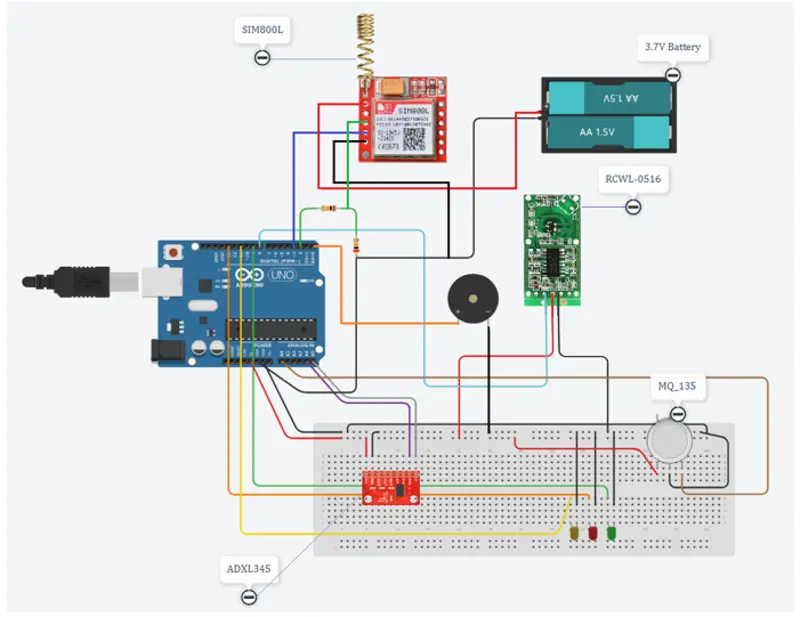 SIM800L
3.7V Battery
AA 1.5V
AA 1.5V
RCWL-0516
DIGITAL (PWM~)
UNO
ARDUINO
POWER
ANALOG IN
MQ_135
ADXL345